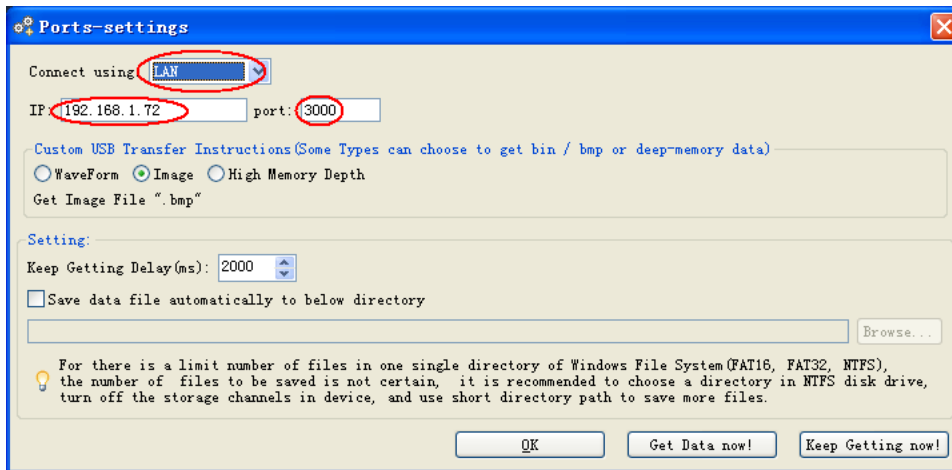 Ports-settings
Connect using: LAN
IP: 192.168.1.72 port: 3000
Custom USB Transfer Instructions(Some Types can choose to get bin / bmp or deep-memory data)
WaveForm Image High Memory Depth
Get Image File ".bmp"
Setting:
Keep Getting Delay(ms): 2000
Save data file automatically to below directory
Browse...
For there is a limit number of files in one single directory of Windows File System(FAT16, FAT32, NTFS),
the number of files to be saved is not certain, it is recommended to choose a directory in NTFS disk drive,
turn off the storage channels in device, and use short directory path to save more files.
OK Get Data now! Keep Getting now!